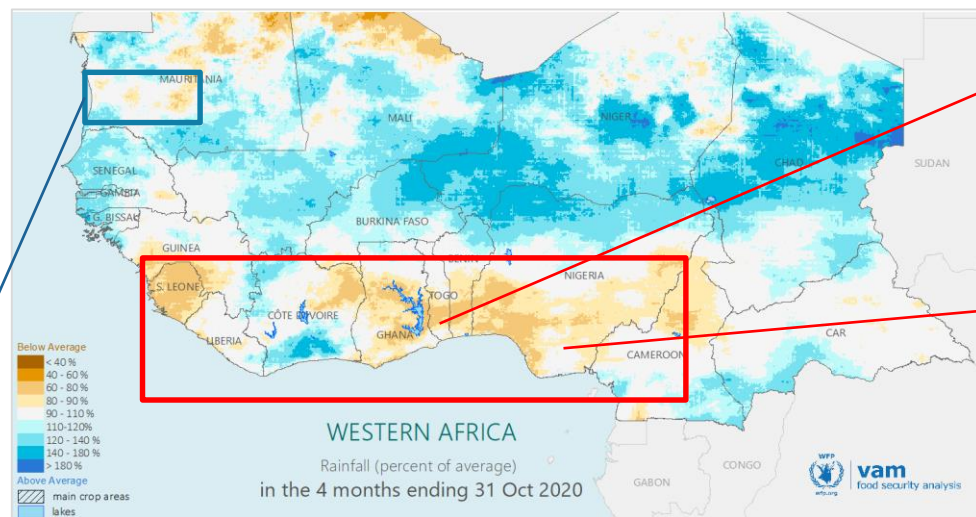 MAURITANIA
MALI
NIGER
CHAD
SUDAN
SENEGAL
GAMBIA
G. BISSAU
BURKINA FASO
GUINEA
BENIN
NIGERIA
S. LEONE
TOGO
CÔTE D'IVOIRE
GHANA
LIBERIA
CAMEROON
CAR
GABON
CONGO
Below Average
< 40 %
40 - 60 %
60 - 80 %
80 - 90 %
90 - 110 %
110-120%
120 - 140 %
140 - 180 %
> 180 %
Above Average
main crop areas
lakes
WESTERN AFRICA
Rainfall (percent of average)
in the 4 months ending 31 Oct 2020
WFP
wfp.org
vam
food security analysis